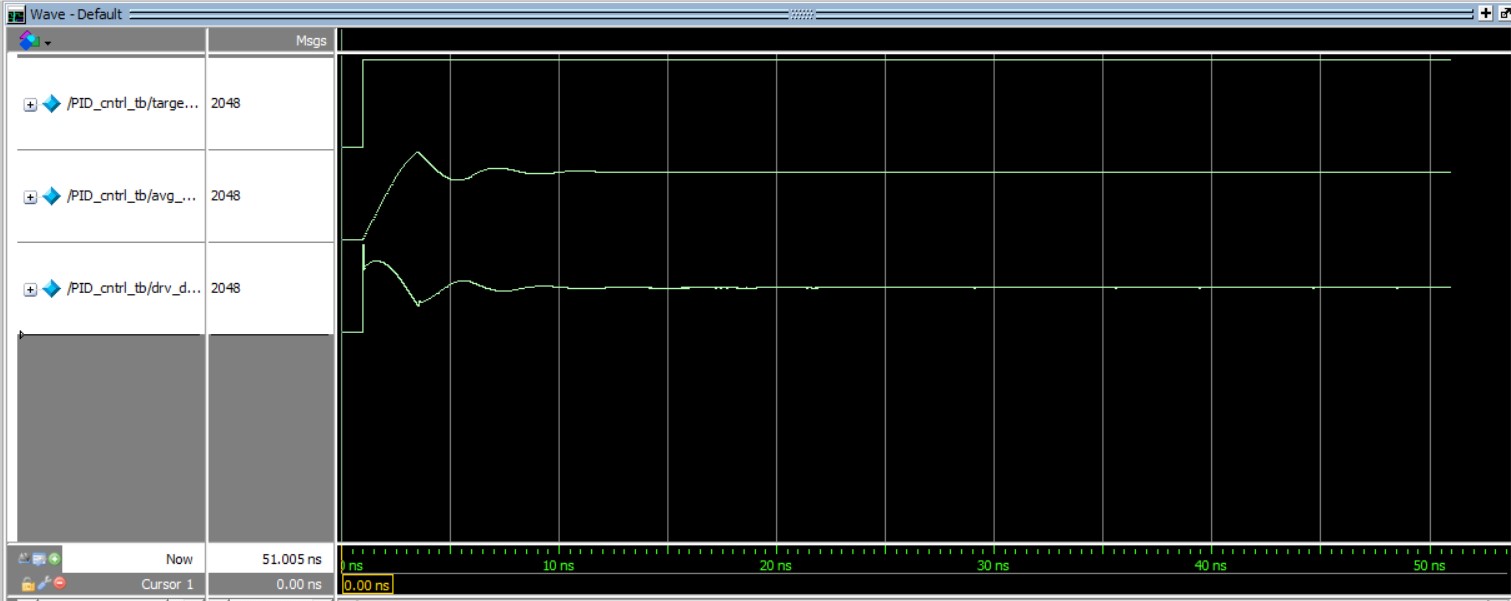 Wave - Default
Msgs
/PID_cntrl_tb/targe... 2048
/PID_cntrl_tb/avg_... 2048
/PID_cntrl_tb/drv_d... 2048
Now 51.005 ns
Cursor 1 0.00 ns
0 ns 10 ns 20 ns 30 ns 40 ns 50 ns
0.00 ns